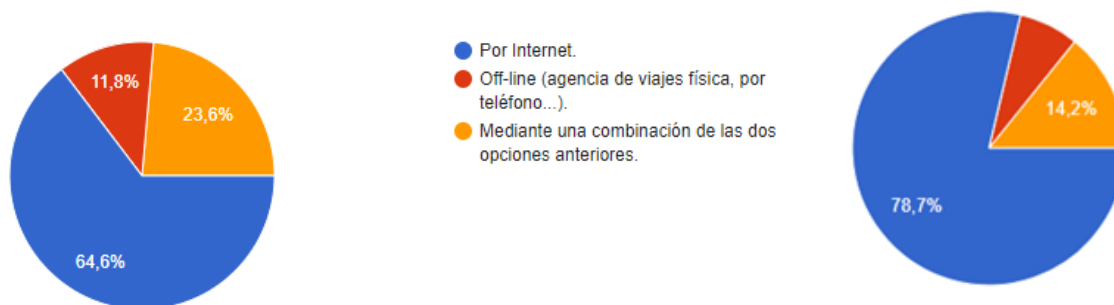 11,8%
23,6%
64,6%
Por Internet.
Off-line (agencia de viajes física, por
teléfono...).
Mediante una combinación de las dos
opciones anteriores.
14,2%
78,7%